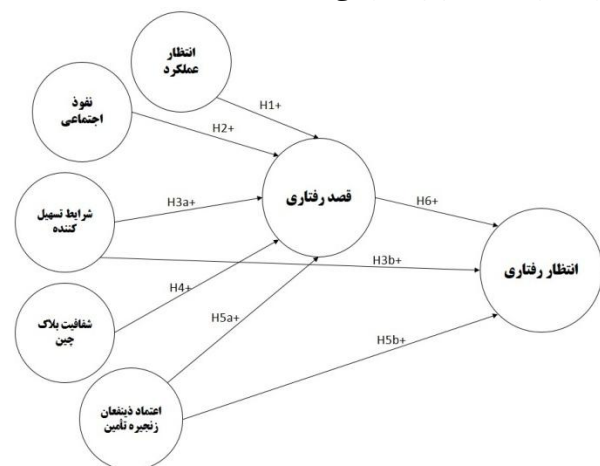 انتظار
عملکرد
H1+
نفوذ
اجتماعی
H2+
قصد رفتاری
شرایط تسهیل
کننده
H3a+
H6+
انتظار رفتاری
H3b+
شفافیت بلاک
چین
H4+
H5a+
H5b+
اعتماد ذینفعان
زنجیره تأمین